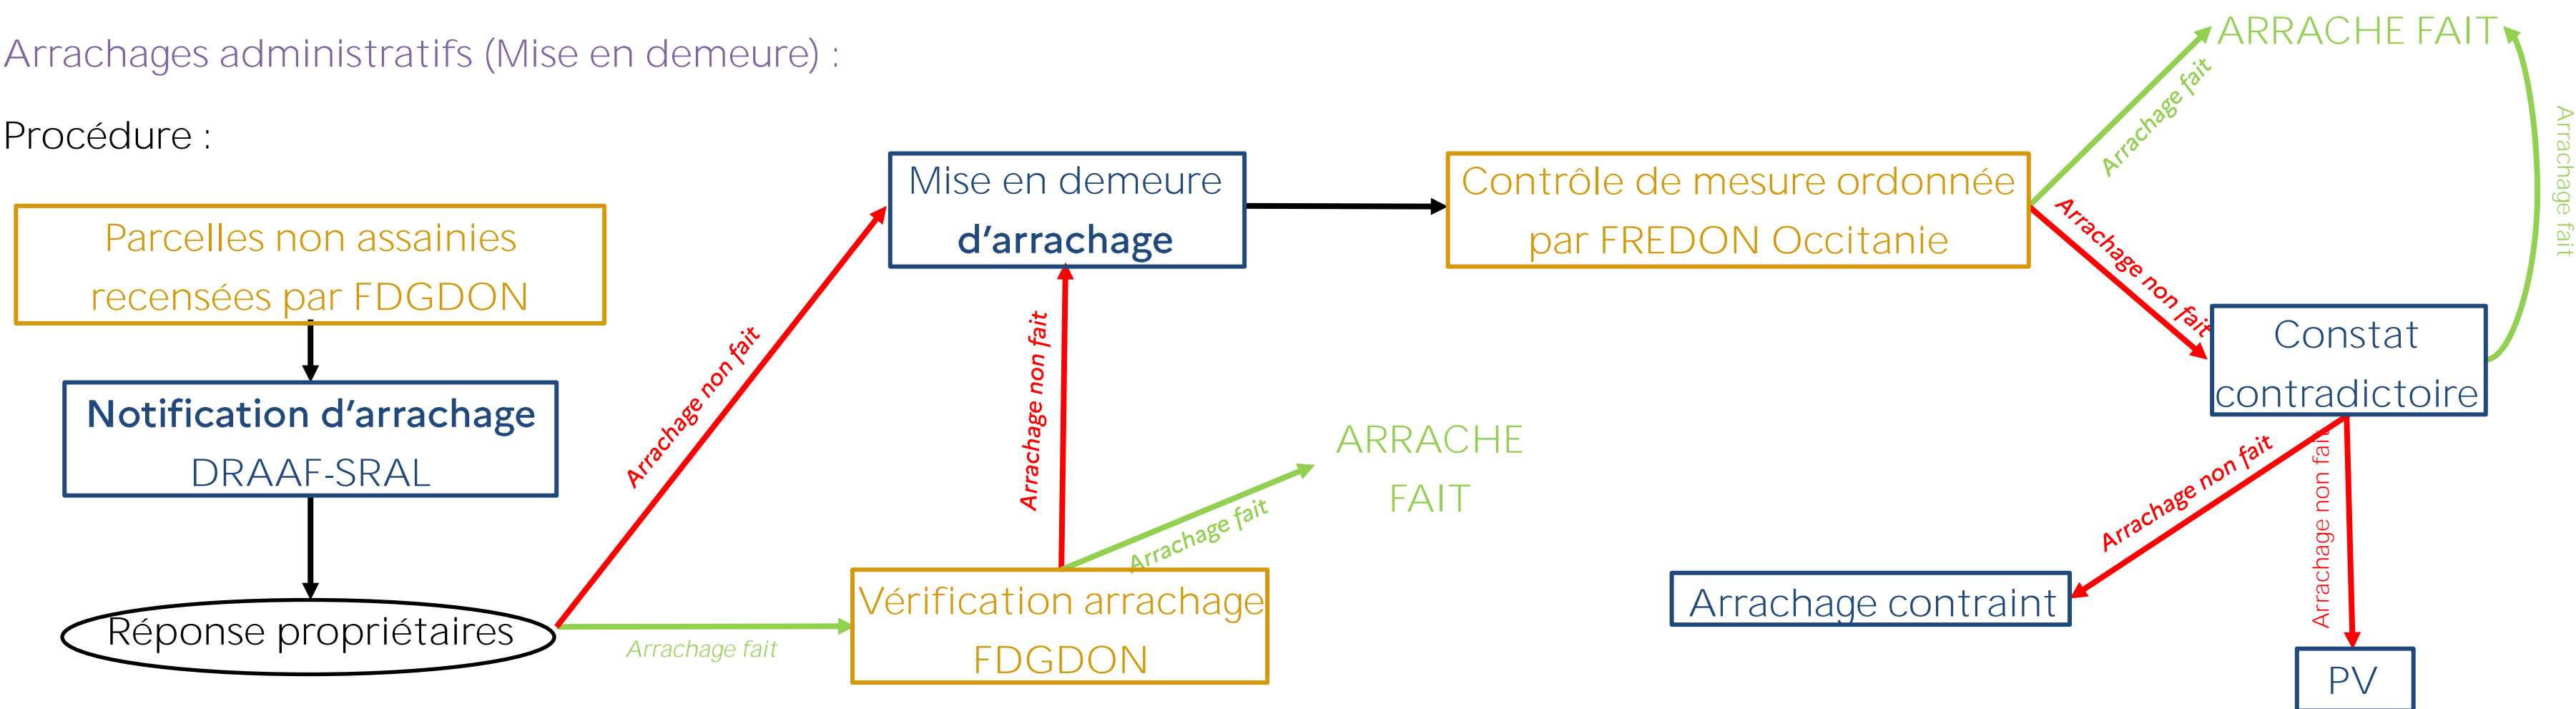 Arrachages administratifs (Mise en demeure) :
Procédure :
Parcelles non assainies
recensées par FDGDON
Notification d'arrachage
DRAAF-SRAL
Réponse propriétaires
Arrachage non fait
Arrachage fait
Mise en demeure
d'arrachage
Arrachage non fait
Arrachage fait
ARRACHE
FAIT
Vérification arrachage
FDGDON
Contrôle de mesure ordonnée
par FREDON Occitanie
Arrachage fait
ARRACHE FAIT
Arrachage fait
Arrachage non fait
Constat
contradictoire
Arrachage non fait
Arrachage non fait
Arrachage contraint
PV